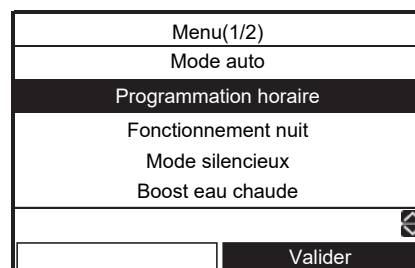 Menu(1/2)
Mode auto
Programmation horaire
Fonctionnement nuit
Mode silencieux
Boost eau chaude
Valider